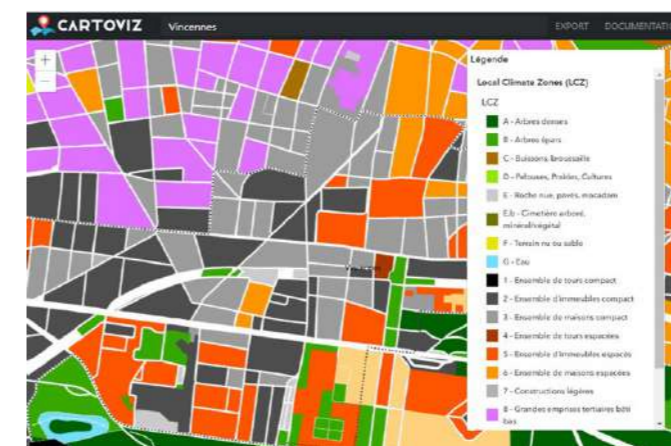 CARTOVIZ
Vincennes
EXPORT DOCUMENTATI
+
−
Légende
Local Climate Zones (LCZ)
LCZ
A - Arbres denses
B - Arbres épars
C - Buissons, broussaille
D - Pelouses, Prairies, Cultures
E - Roche nue, pavés, macadam
E.b - Cimetière arboré,
minéral/végétal
F - Terrain nu ou sable
G - Eau
1 - Ensemble de tours compact
2 - Ensemble d'immeubles compact
3 - Ensemble de maisons compact
4 - Ensemble de tours espacées
5 - Ensemble d'immeubles espacés
6 - Ensemble de maisons espacées
7 - Constructions légères
8 - Grandes emprises tertiaires bâti
bas